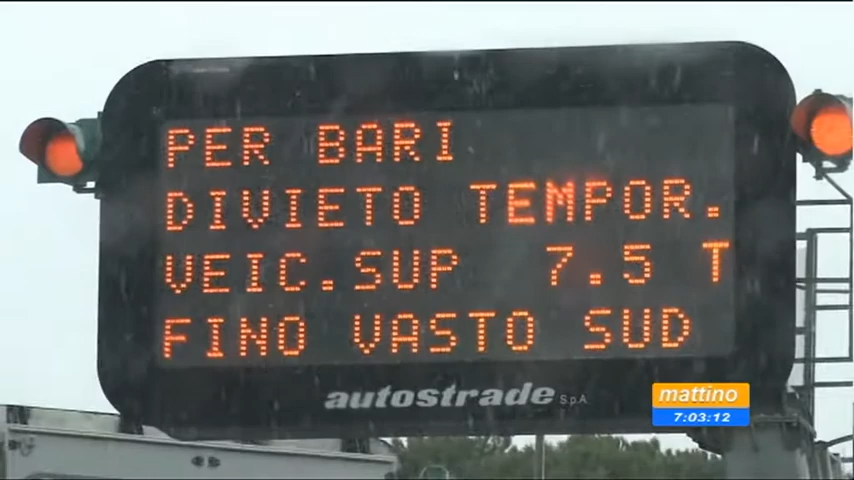 PER BARI
DIVIETO TEMPOR.
VEIC.SUP 7.5 T
FINO VASTO SUD
autostrade S.p.A.
mattino
7:03:12